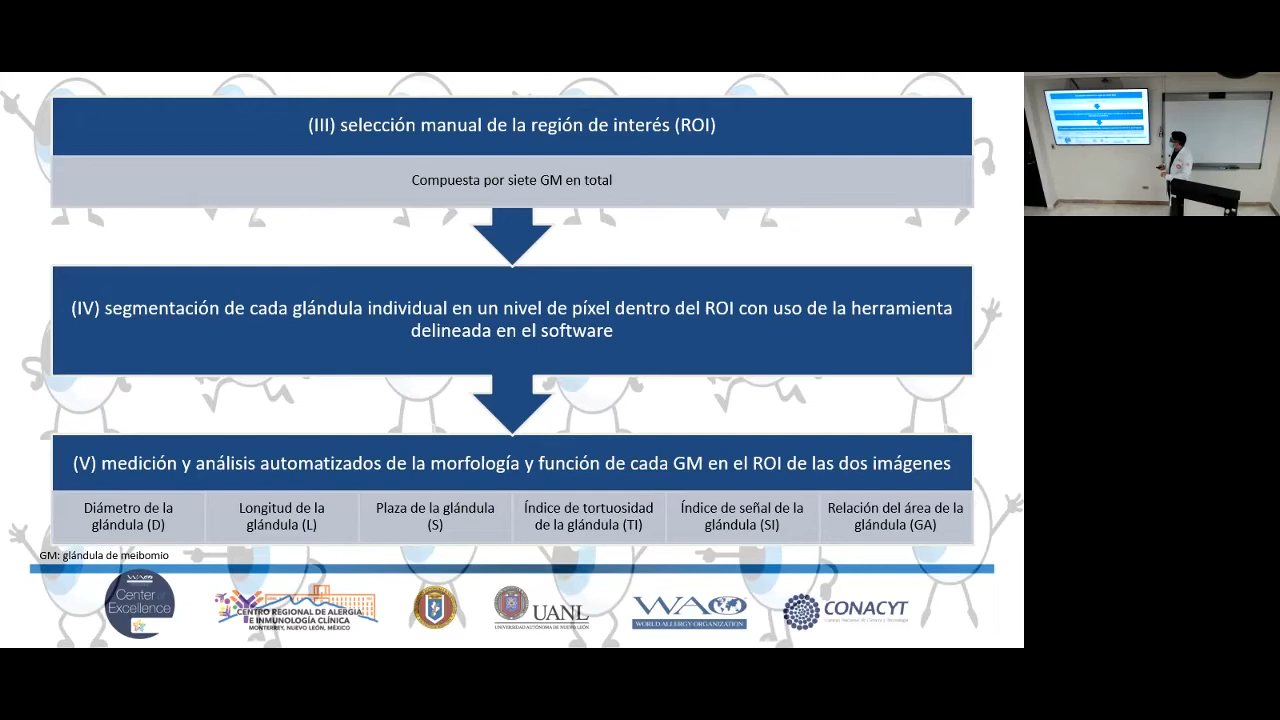 (III) selección manual de la región de interés (ROI)
Compuesta por siete GM en total
(IV) segmentación de cada glándula individual en un nivel de píxel dentro del ROI con uso de la herramienta
delineada en el software
(V) medición y análisis automatizados de la morfología y función de cada GM en el ROI de las dos imágenes
Diámetro de la
glándula (D)
Longitud de la
glándula (L)
Plaza de la glándula
(S)
Índice de tortuosidad
de la glándula (TI)
Índice de señal de la
glándula (SI)
Relación del área de la
glándula (GA)
GM: glándula de meibomio
Center of
Excellence
CENTRO REGIONAL DE ALERGIA
E INMUNOLOGÍA CLÍNICA
MONTERREY, NUEVO LEÓN, MÉXICO
UANL
UNIVERSIDAD AUTÓNOMA DE NUEVO LEÓN
WAO
WORLD ALLERGY ORGANIZATION
CONACYT
Consejo Nacional de Ciencia y Tecnología